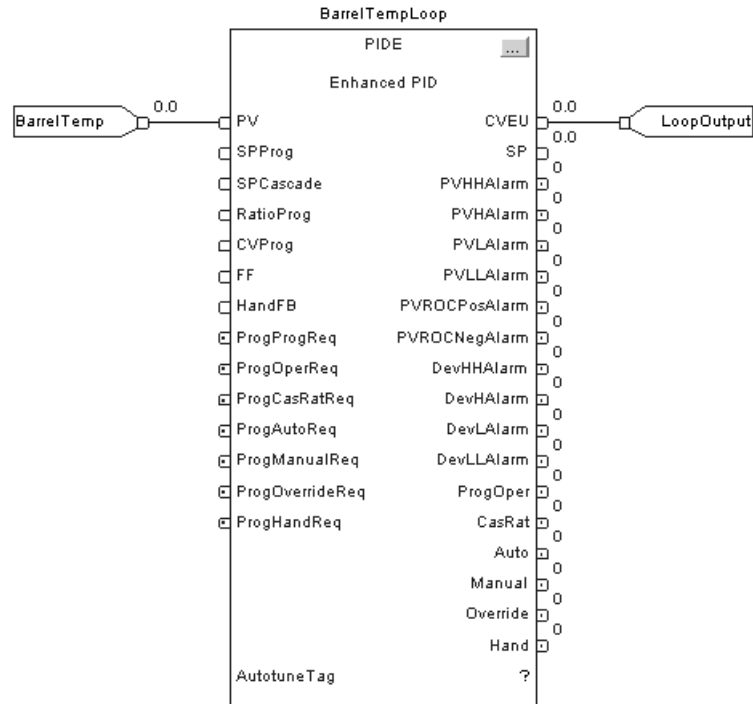 BarrelTempLoop
PIDE
...
Enhanced PID
BarrelTemp 0.0 PV CVEU 0.0 LoopOutput
SPProg SP 0.0
SPCascade PVHHAlarm 0
RatioProg PVHAlarm 0
CVProg PVLAlarm 0
FF PVLLAlarm 0
HandFB PVROCPosAlarm 0
ProgProgReq PVROCNegAlarm 0
ProgOperReq DevHHAlarm 0
ProgCasRatReq DevHAlarm 0
ProgAutoReq DevLAlarm 0
ProgManualReq DevLLAlarm 0
ProgOverrideReq ProgOper 0
ProgHandReq CasRat 0
Auto 0
Manual 0
Override 0
Hand 0
AutotuneTag ?